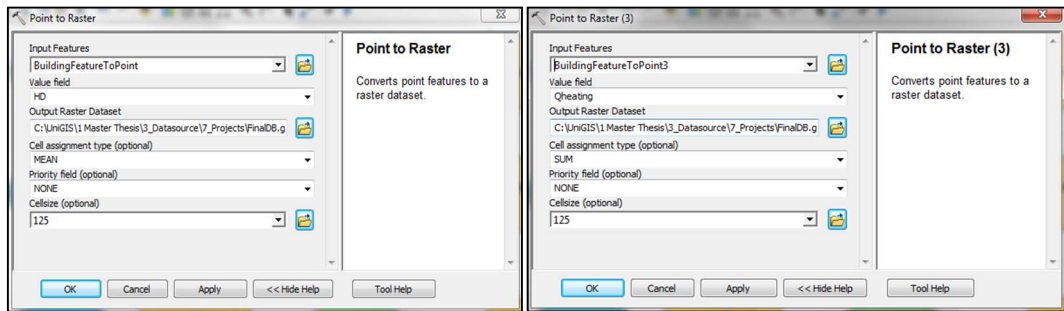 Point to Raster
Input Features
BuildingFeatureToPoint
Value field
HD
Output Raster Dataset
C:\UniGIS\1 Master Thesis\3_Datasource\7_Projects\FinalDB.g
Cell assignment type (optional)
MEAN
Priority field (optional)
NONE
Cellsize (optional)
125
OK
Cancel
Apply
<< Hide Help
Tool Help
Point to Raster
Converts point features to a
raster dataset.
Point to Raster (3)
Input Features
BuildingFeatureToPoint3
Value field
Qheating
Output Raster Dataset
C:\UniGIS\1 Master Thesis\3_Datasource\7_Projects\FinalDB.g
Cell assignment type (optional)
SUM
Priority field (optional)
NONE
Cellsize (optional)
125
OK
Cancel
Apply
<< Hide Help
Tool Help
Point to Raster (3)
Converts point features to a
raster dataset.